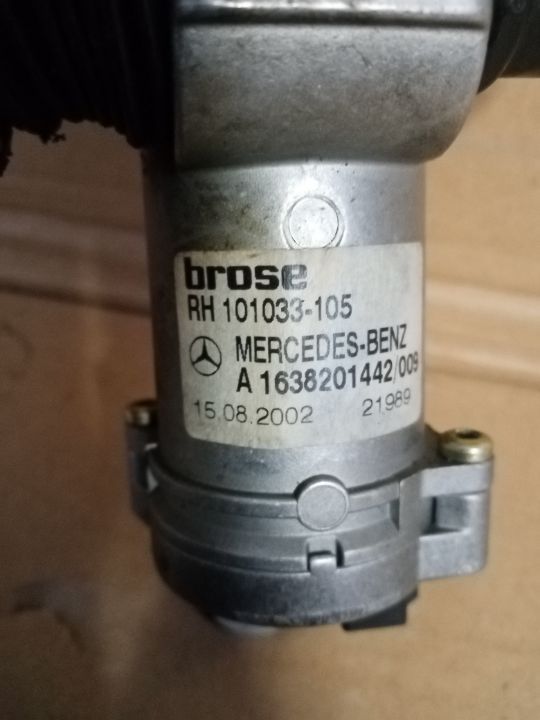 brose
RH 101033-105
MERCEDES-BENZ
A 1638201442/009
15.08.2002 21989